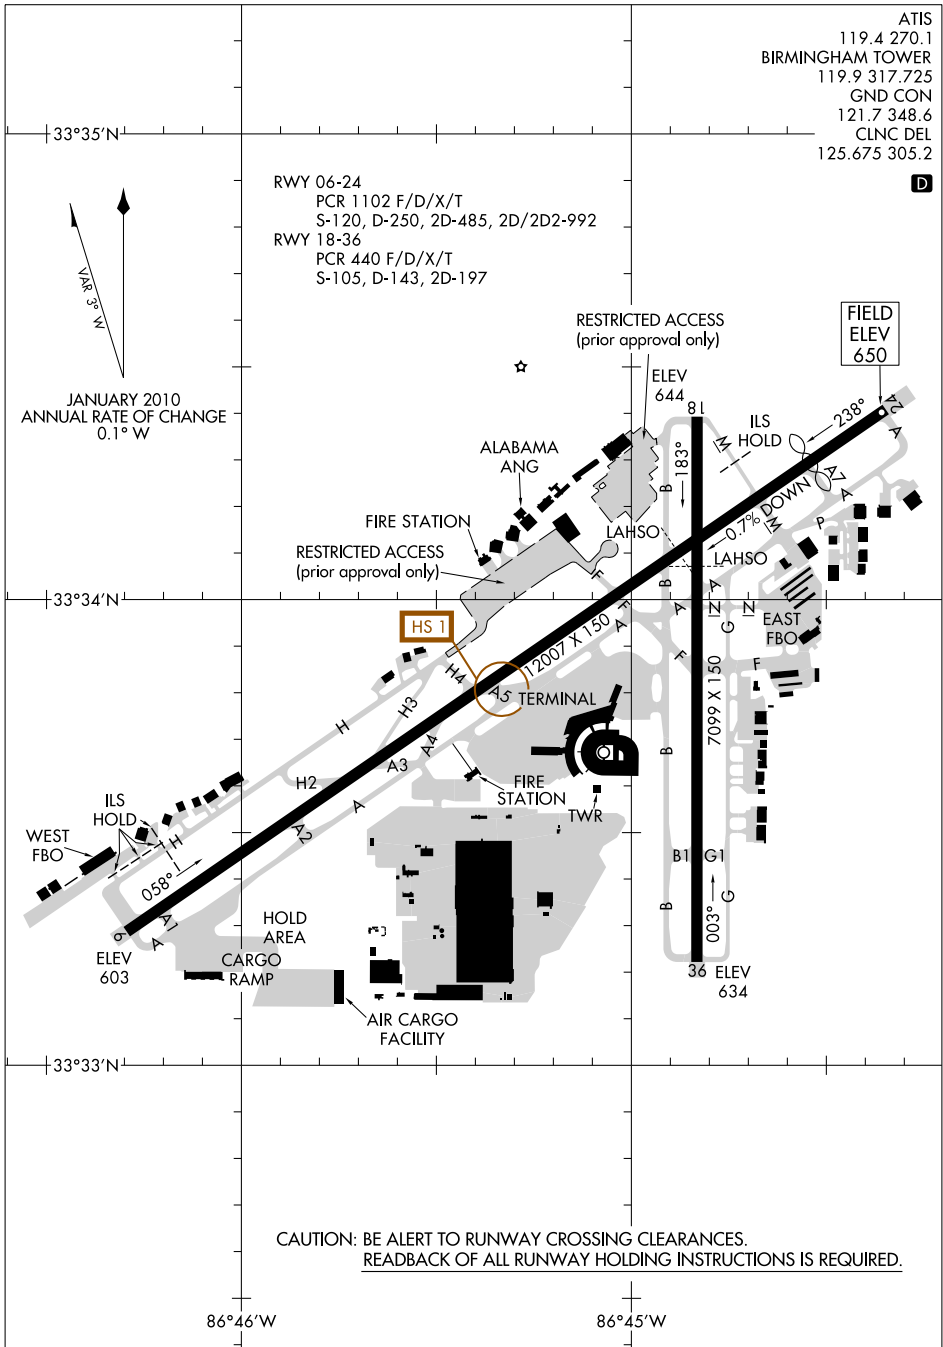 ATIS
119.4 270.1
BIRMINGHAM TOWER
119.9 317.725
GND CON
121.7 348.6
CLNC DEL
125.675 305.2
D
33°35'N
RWY 06-24
PCR 1102 F/D/X/T
S-120, D-250, 2D-485, 2D/2D2-992
RWY 18-36
PCR 440 F/D/X/T
S-105, D-143, 2D-197
VAR 3° W
JANUARY 2010
ANNUAL RATE OF CHANGE
0.1° W
RESTRICTED ACCESS
(prior approval only)
FIELD
ELEV
650
ELEV
644
18
24
A
238°
ILS
HOLD
M
183°
B
A7
A
0.7% DOWN
M
P
ALABAMA
ANG
FIRE STATION
RESTRICTED ACCESS
(prior approval only)
LAHSO
LAHSO
33°34'N
F
F
A
B
A
A
N
N
G
EAST
FBO
F
F
HS 1
12007 X 150
7099 X 150
H4
A5
TERMINAL
H
H3
A4
A3
B
H2
A
A2
FIRE
STATION
TWR
ILS
HOLD
H
WEST
FBO
058°
A1
A
6
ELEV
603
HOLD
AREA
CARGO
RAMP
AIR CARGO
FACILITY
B1
G1
B
G
003°
36
ELEV
634
33°33'N
CAUTION: BE ALERT TO RUNWAY CROSSING CLEARANCES.
READBACK OF ALL RUNWAY HOLDING INSTRUCTIONS IS REQUIRED.
86°46'W
86°45'W